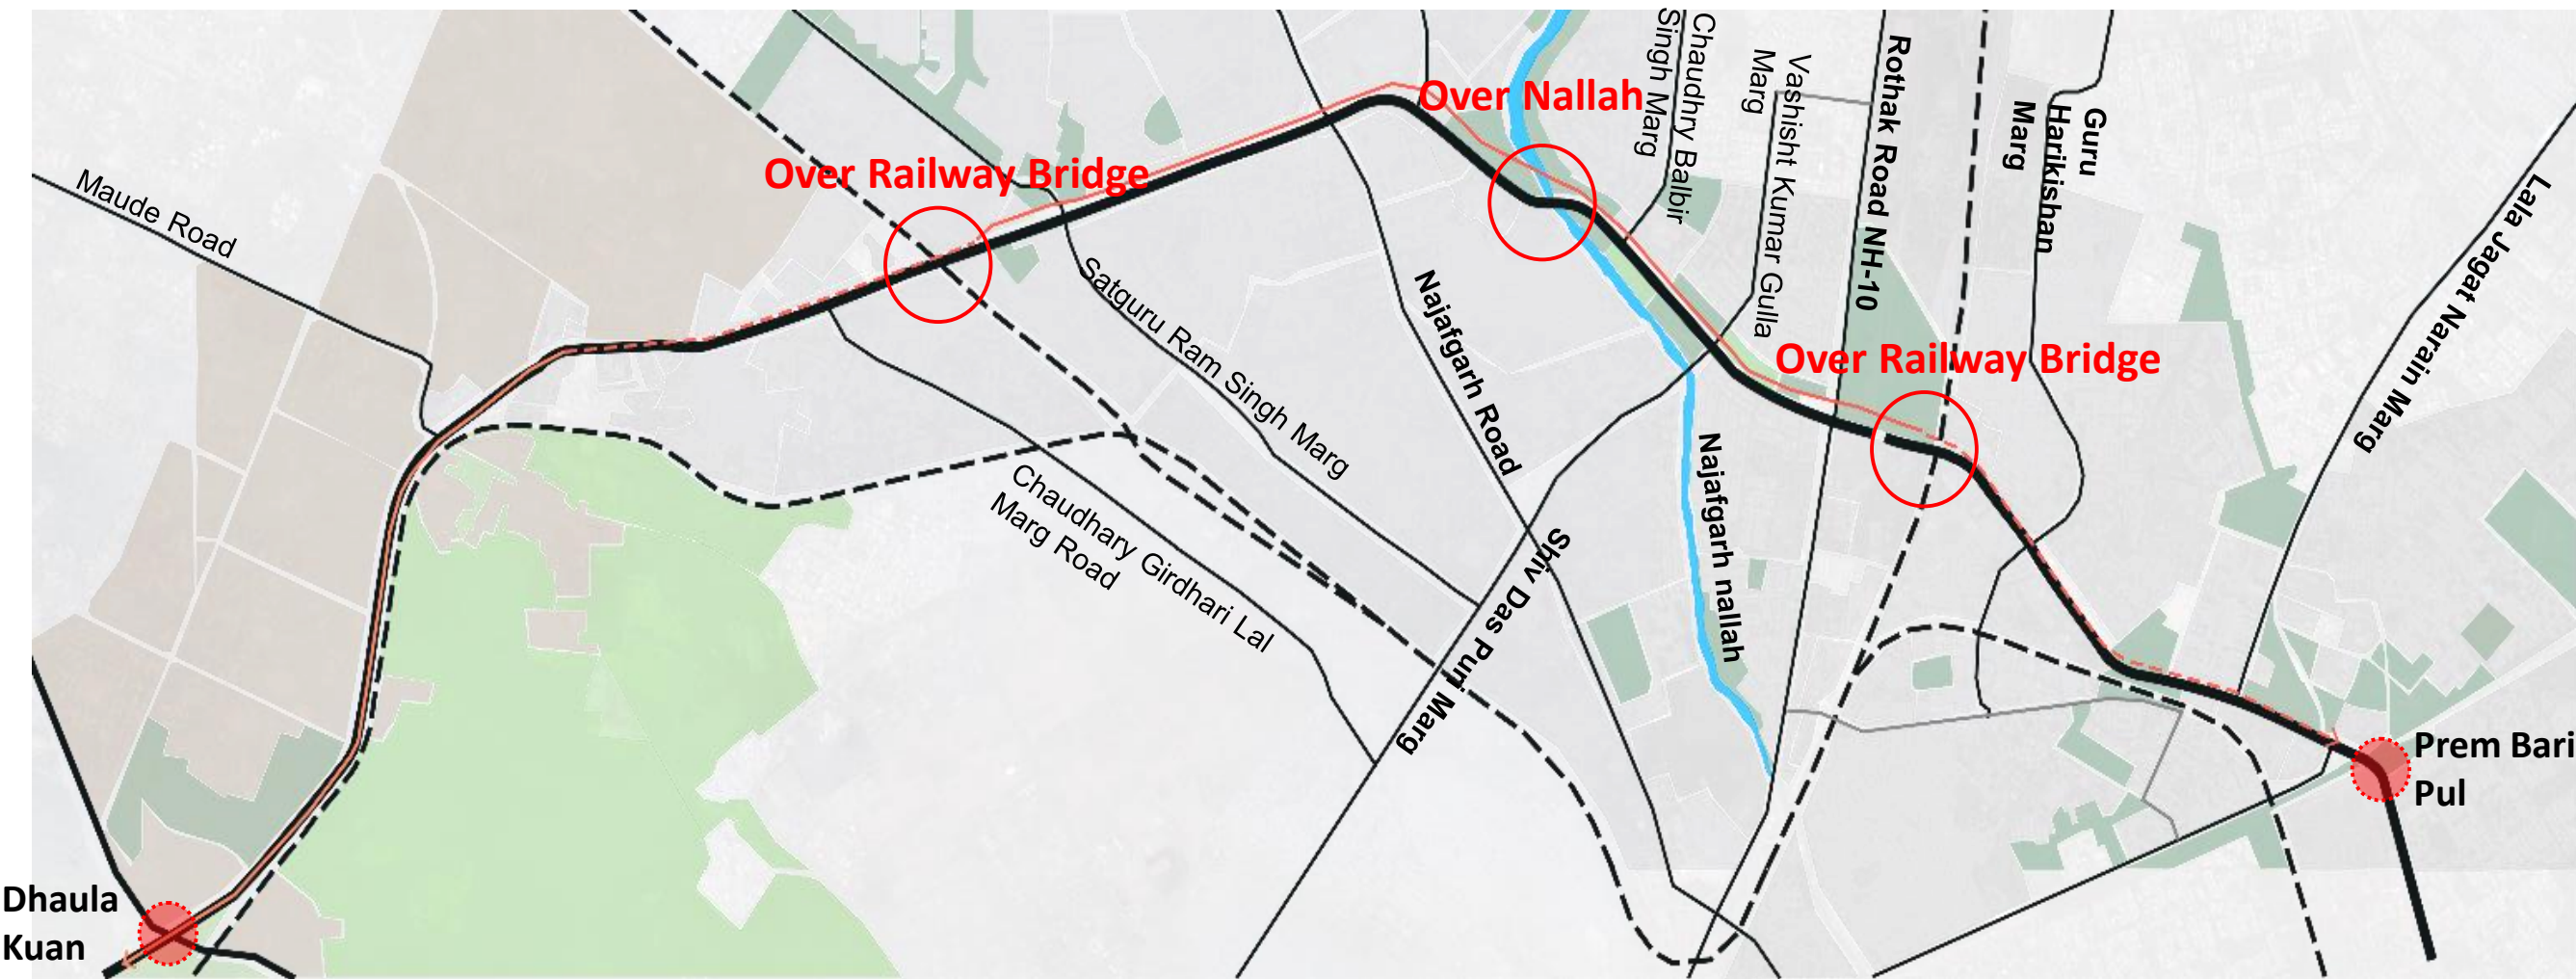 Over Nallah
Over Railway Bridge
Over Railway Bridge
Maude Road
Satguru Ram Singh Marg
Chaudhary Girdhari Lal
Marg Road
Najafgarh Road
Shiv Das Puri Marg
Najafgarh nallah
Chaudhry Balbir
Singh Marg
Vashisht Kumar Gulla
Marg
Rothak Road NH-10
Guru
Harikishan
Marg
Lala Jagat Narain Marg
Prem Bari
Pul
Dhaula
Kuan